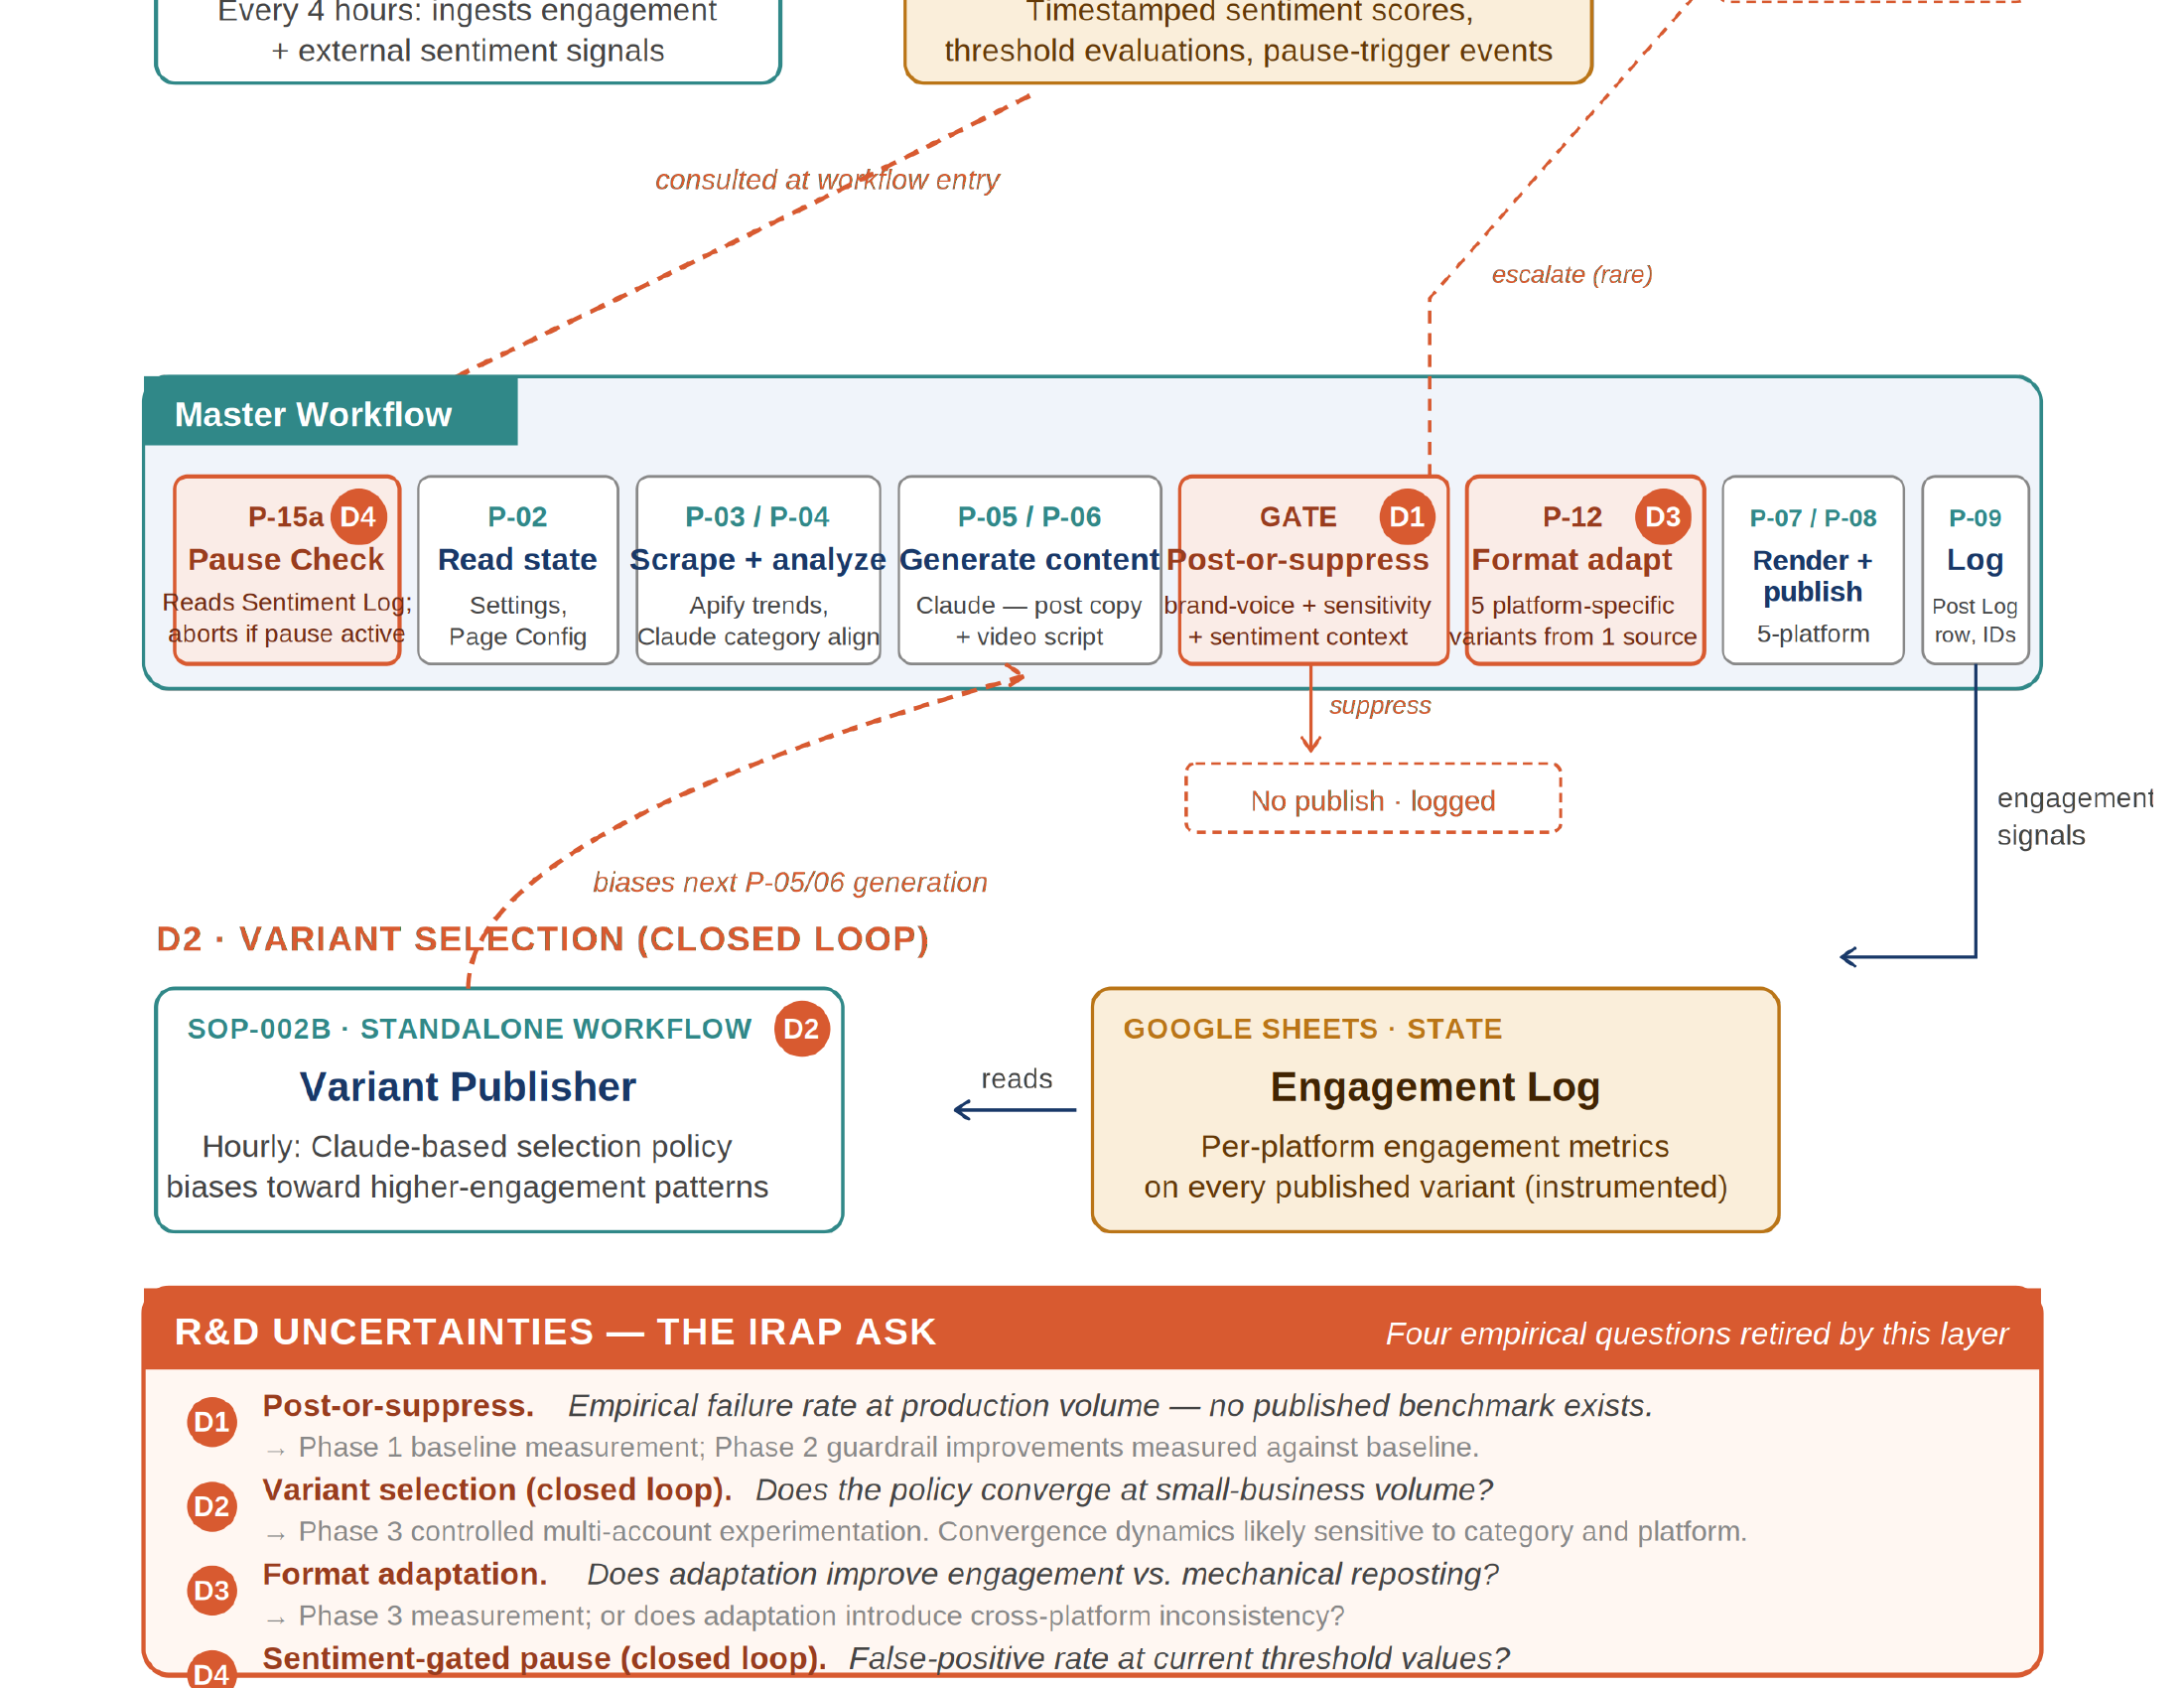 Every 4 hours: ingests engagement
+ external sentiment signals
Timestamped sentiment scores,
threshold evaluations, pause-trigger events
consulted at workflow entry
escalate (rare)
Master Workflow
P-15a D4
Pause Check
Reads Sentiment Log;
aborts if pause active
P-02
Read state
Settings,
Page Config
P-03 / P-04
Scrape + analyze
Apify trends,
Claude category align
P-05 / P-06
Generate content
Claude — post copy
+ video script
GATE D1
Post-or-suppress
brand-voice + sensitivity
+ sentiment context
P-12 D3
Format adapt
5 platform-specific
variants from 1 source
P-07 / P-08
Render +
publish
5-platform
P-09
Log
Post Log
row, IDs
suppress
No publish · logged
engagement
signals
biases next P-05/06 generation
D2 · VARIANT SELECTION (CLOSED LOOP)
SOP-002B · STANDALONE WORKFLOW D2
Variant Publisher
Hourly: Claude-based selection policy
biases toward higher-engagement patterns
reads
GOOGLE SHEETS · STATE
Engagement Log
Per-platform engagement metrics
on every published variant (instrumented)
R&D UNCERTAINTIES — THE IRAP ASK
Four empirical questions retired by this layer
D1 Post-or-suppress. Empirical failure rate at production volume — no published benchmark exists.
→ Phase 1 baseline measurement; Phase 2 guardrail improvements measured against baseline.
D2 Variant selection (closed loop). Does the policy converge at small-business volume?
→ Phase 3 controlled multi-account experimentation. Convergence dynamics likely sensitive to category and platform.
D3 Format adaptation. Does adaptation improve engagement vs. mechanical reposting?
→ Phase 3 measurement; or does adaptation introduce cross-platform inconsistency?
D4 Sentiment-gated pause (closed loop). False-positive rate at current threshold values?